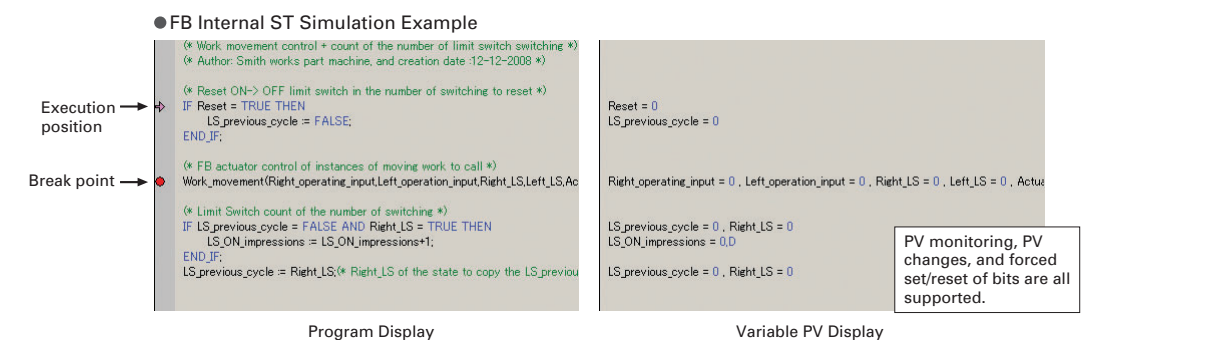 ● FB Internal ST Simulation Example
(* Work movement control + count of the number of limit switch switching *)
(* Author: Smith works part machine, and creation date :12-12-2008 *)
(* Reset ON-> OFF limit switch in the number of switching to reset *)
Execution position
IF Reset = TRUE THEN
LS_previous_cycle := FALSE;
END_IF;
Reset = 0
LS_previous_cycle = 0
(* FB actuator control of instances of moving work to call *)
Break point
Work_movement(Right_operating_input,Left_operation_input,Right_LS,Left_LS,Ac
Right_operating_input = 0 , Left_operation_input = 0 , Right_LS = 0 , Left_LS = 0 , Actua
(* Limit Switch count of the number of switching *)
IF LS_previous_cycle = FALSE AND Right_LS = TRUE THEN
LS_ON_impressions := LS_ON_impressions+1;
END_IF;
LS_previous_cycle := Right_LS;(* Right_LS of the state to copy the LS_previou
LS_previous_cycle = 0 , Right_LS = 0
LS_ON_impressions = 0,D
LS_previous_cycle = 0 , Right_LS = 0
PV monitoring, PV
changes, and forced
set/reset of bits are all
supported.
Program Display
Variable PV Display